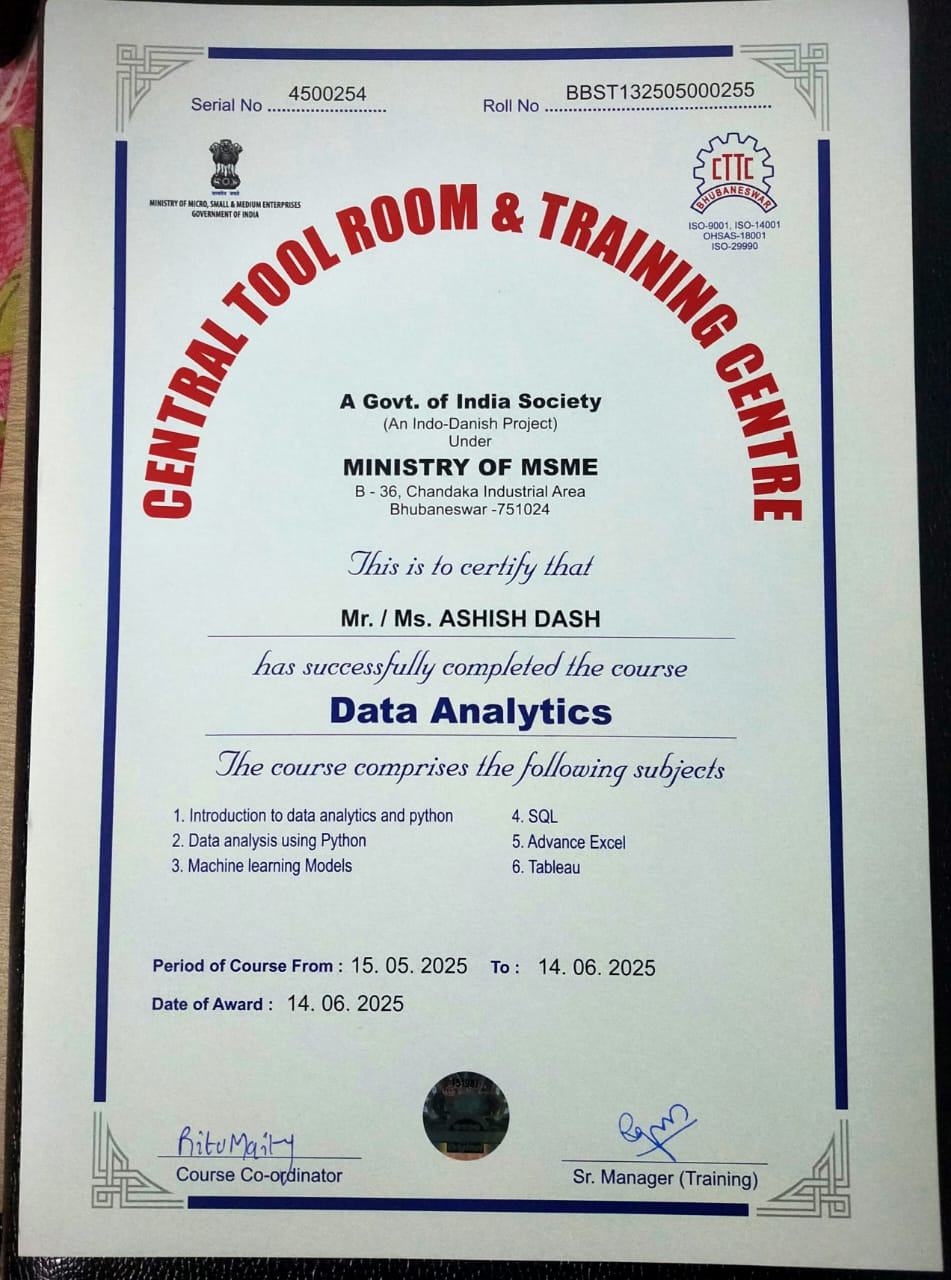 Serial No 4500254
Roll No BBST132505000255
MINISTRY OF MICRO, SMALL & MEDIUM ENTERPRISES
GOVERNMENT OF INDIA
CTTC
BHUBANESWAR
ISO-9001, ISO-14001
OHSAS-18001
ISO-29990
CENTRAL TOOL ROOM & TRAINING CENTRE
A Govt. of India Society
(An Indo-Danish Project)
Under
MINISTRY OF MSME
B - 36, Chandaka Industrial Area
Bhubaneswar -751024
This is to certify that
Mr. / Ms. ASHISH DASH
has successfully completed the course
Data Analytics
The course comprises the following subjects
1. Introduction to data analytics and python
2. Data analysis using Python
3. Machine learning Models
4. SQL
5. Advance Excel
6. Tableau
Period of Course From : 15. 05. 2025 To : 14. 06. 2025
Date of Award : 14. 06. 2025
Ritu Maity
Course Co-ordinator
Sr. Manager (Training)